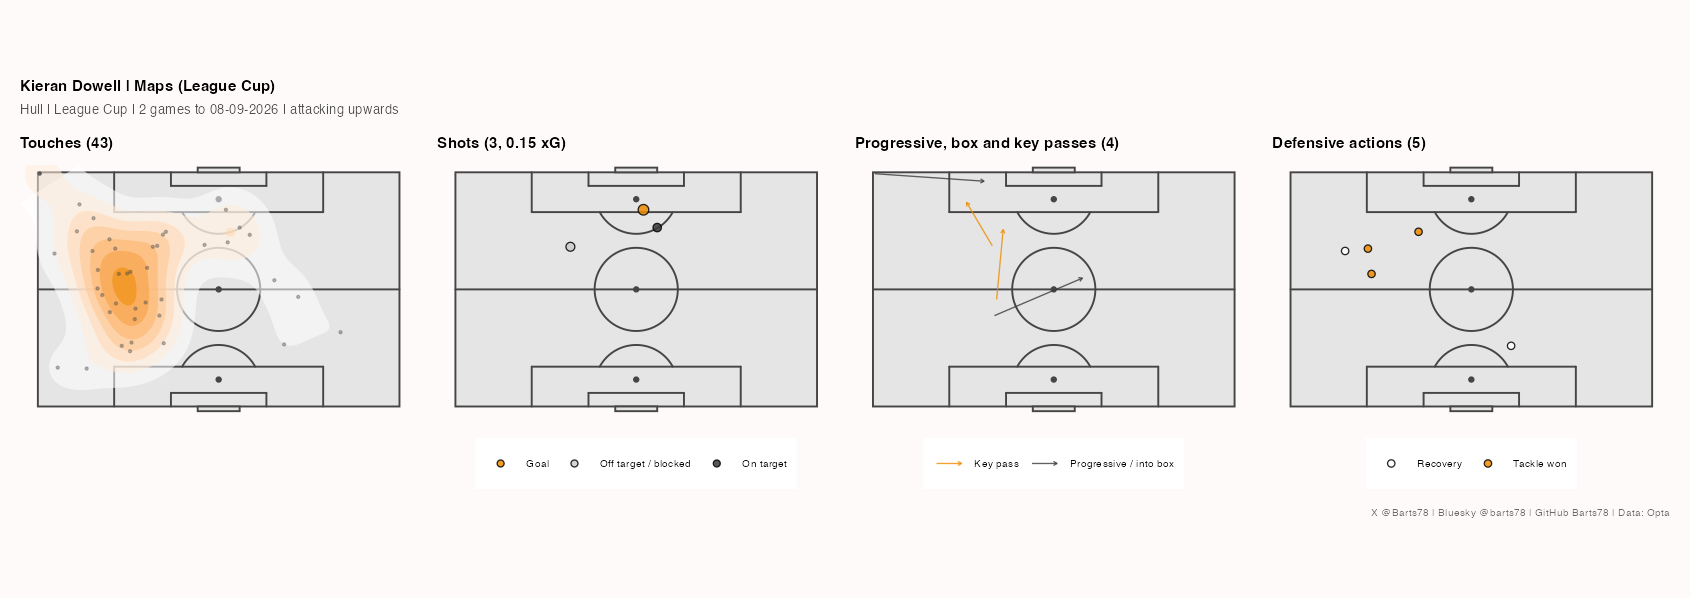 Kieran Dowell | Maps (League Cup)
Hull | League Cup | 2 games to 08-09-2026 | attacking upwards
Touches (43)
Shots (3, 0.15 xG)
Progressive, box and key passes (4)
Defensive actions (5)
Goal
Off target / blocked
On target
Key pass
Progressive / into box
Recovery
Tackle won
X @Barts78 | Bluesky @barts78 | GitHub Barts78 | Data: Opta